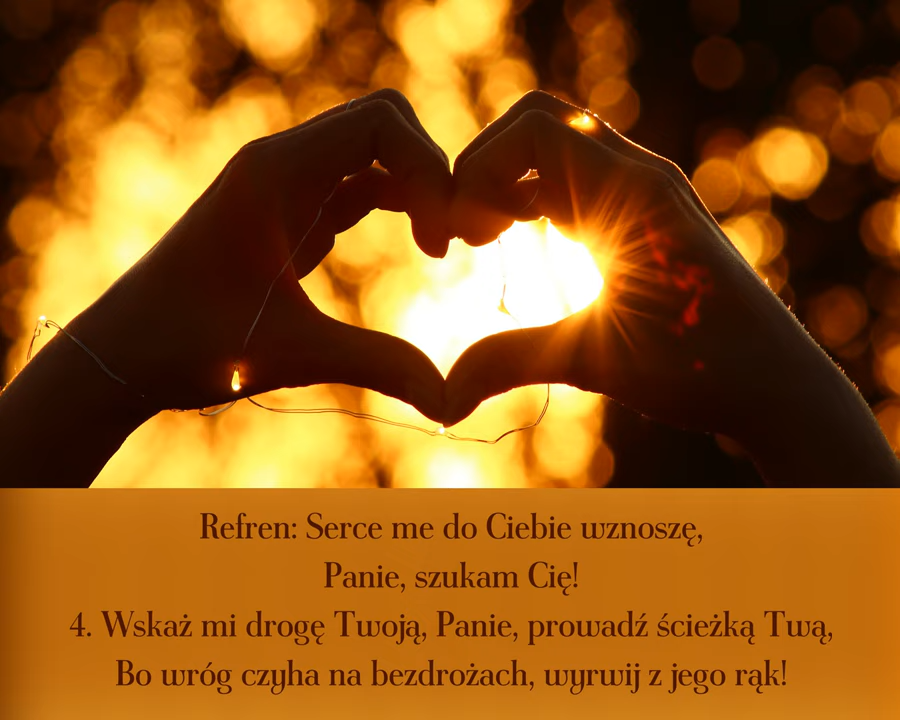 Refren: Serce me do Ciebie wznoszę,
Panie, szukam Cię!
4. Wskaż mi drogę Twoją, Panie, prowadź ścieżką Twą,
Bo wróg czyha na bezdrożach, wyrwij z jego rąk!